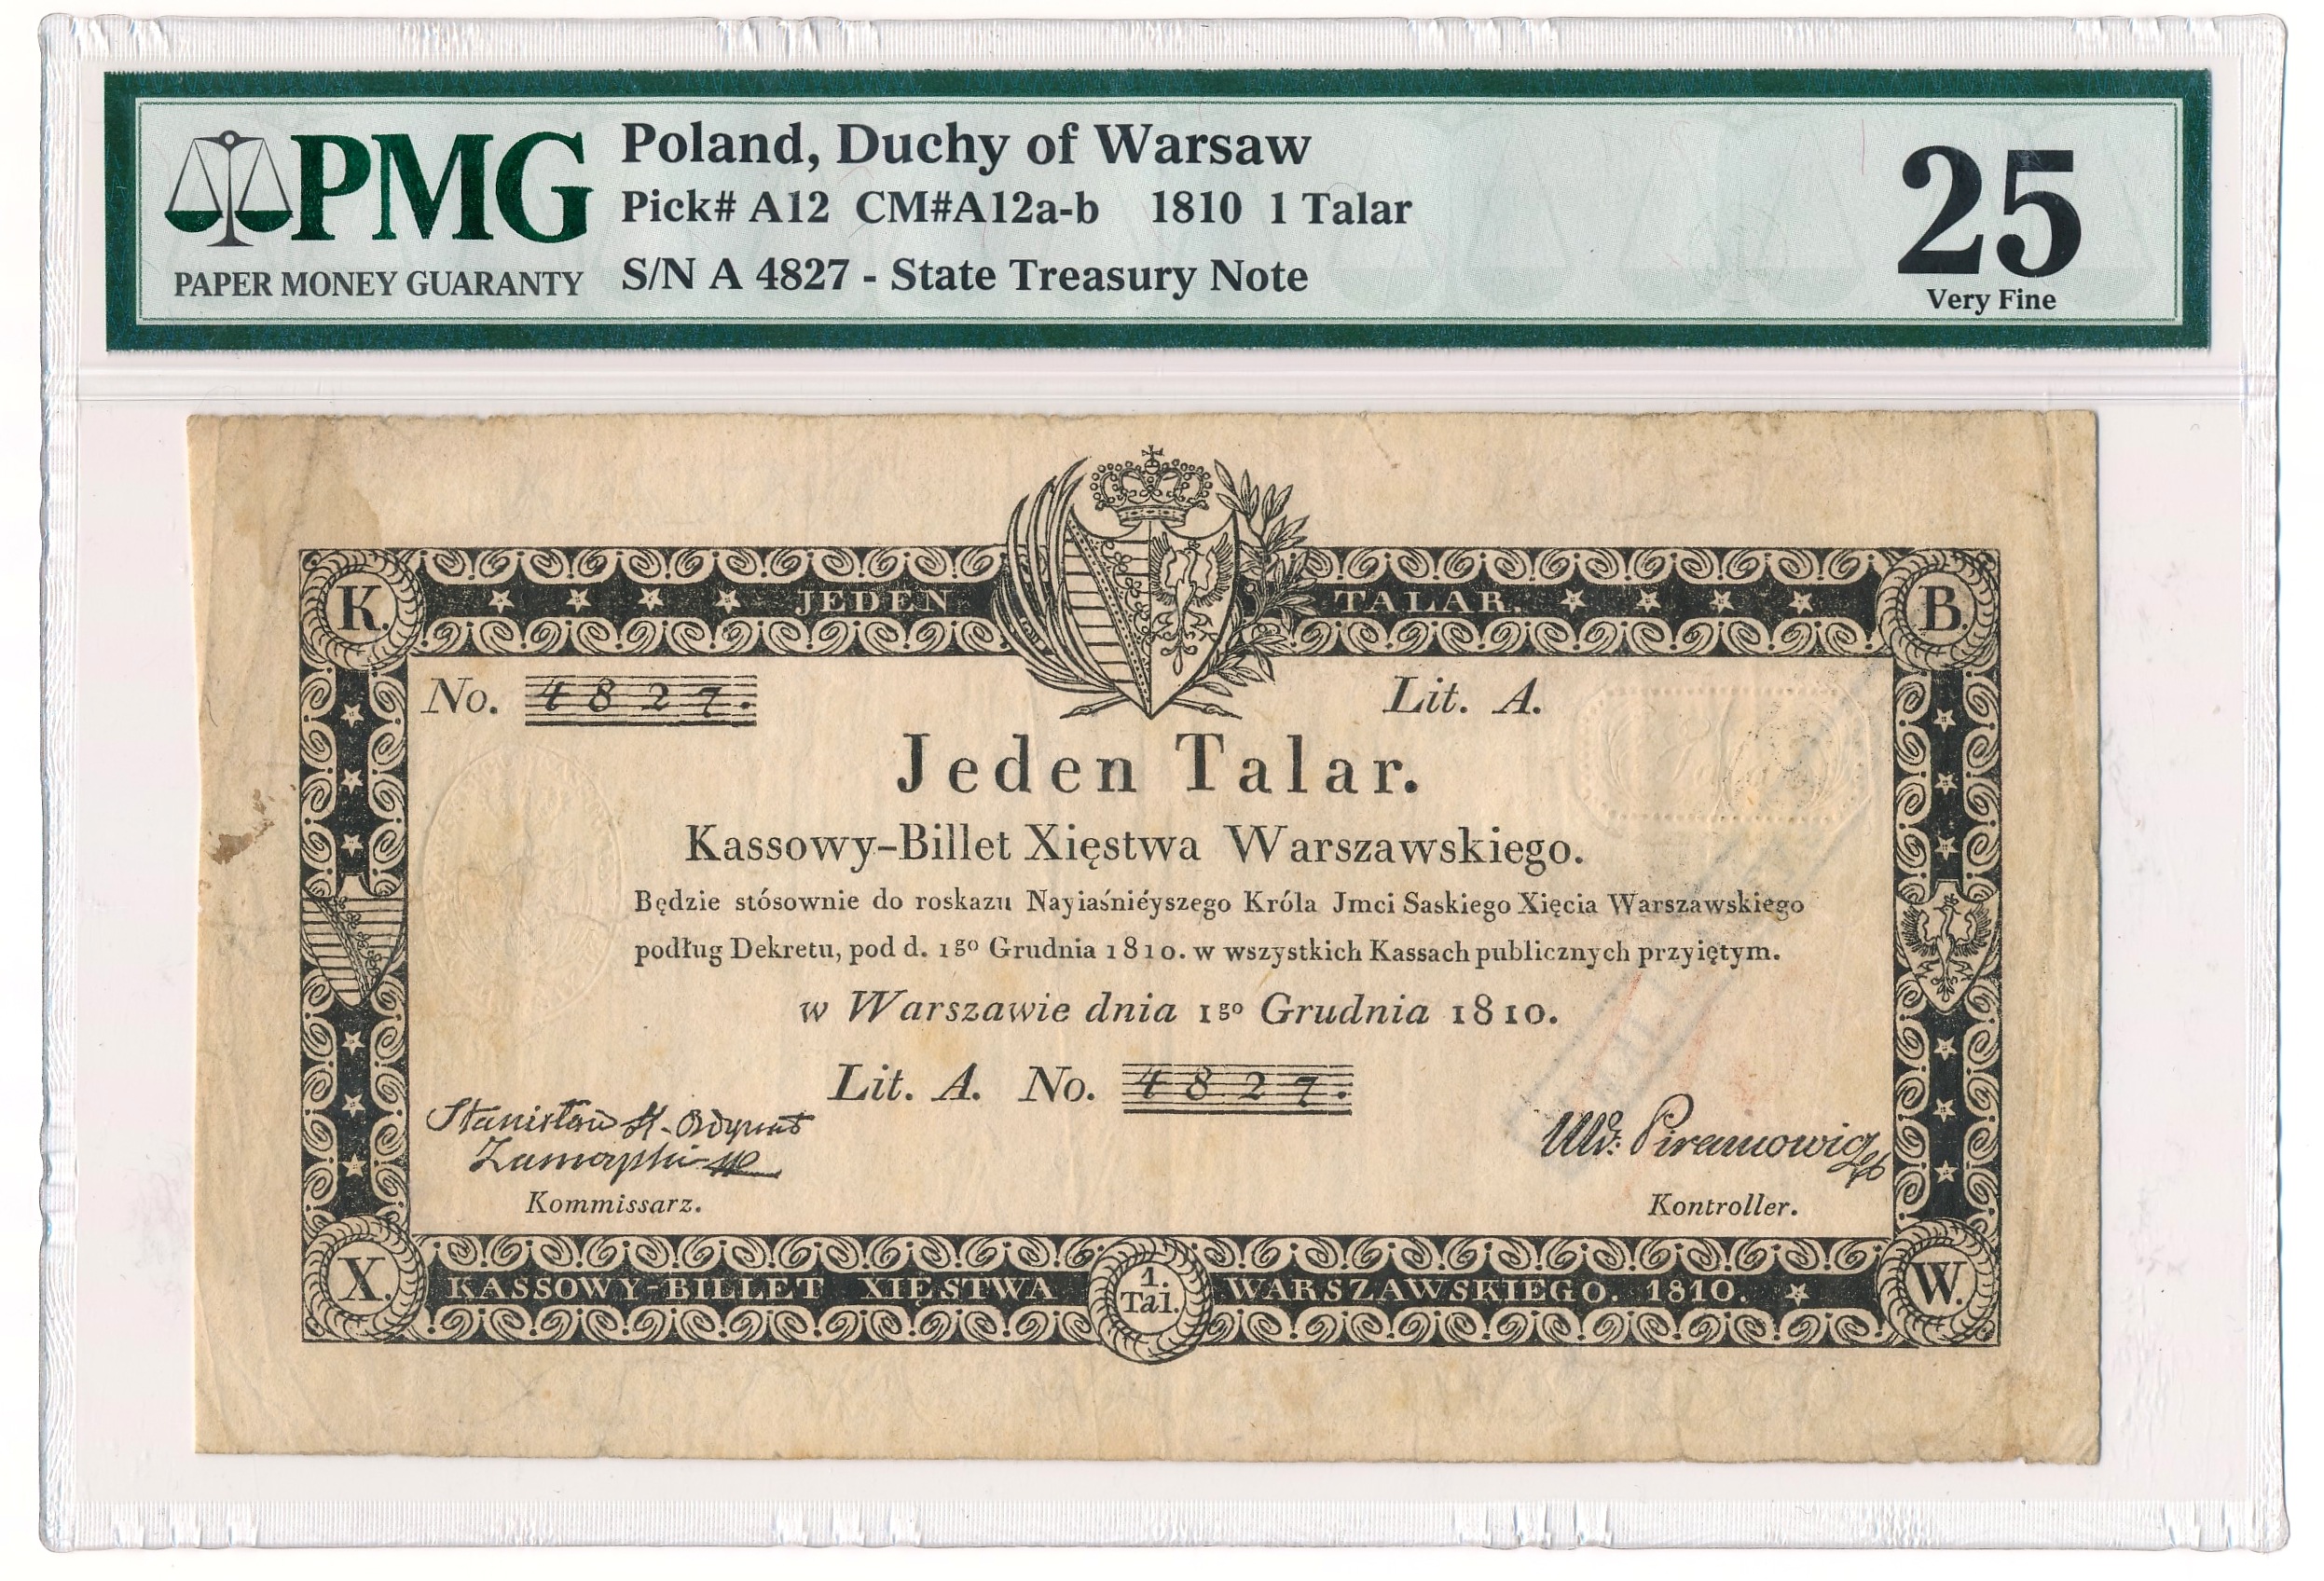 PMG
PAPER MONEY GUARANTY
Poland, Duchy of Warsaw
Pick# A12 CM#A12a-b 1810 1 Talar
S/N A 4827 - State Treasury Note
25
Very Fine
K. JEDEN TALAR. B.
No. 4827. Lit. A.
Jeden Talar.
Kassowy-Billet Xięstwa Warszawskiego.
Będzie stósownie do roskazu Nayiaśniéyszego Króla Jmci Saskiego Xięcia Warszawskiego
podług Dekretu, pod d. 1go Grudnia 1810. w wszystkich Kassach publicznych przyiętym.
w Warszawie dnia 1go Grudnia 1810.
Lit. A. No. 4827.
Stanisław
Kommissarz. Kontroller.
X. KASSOWY-BILLET XIĘSTWA 1. Tal. WARSZAWSKIEGO. 1810. W.